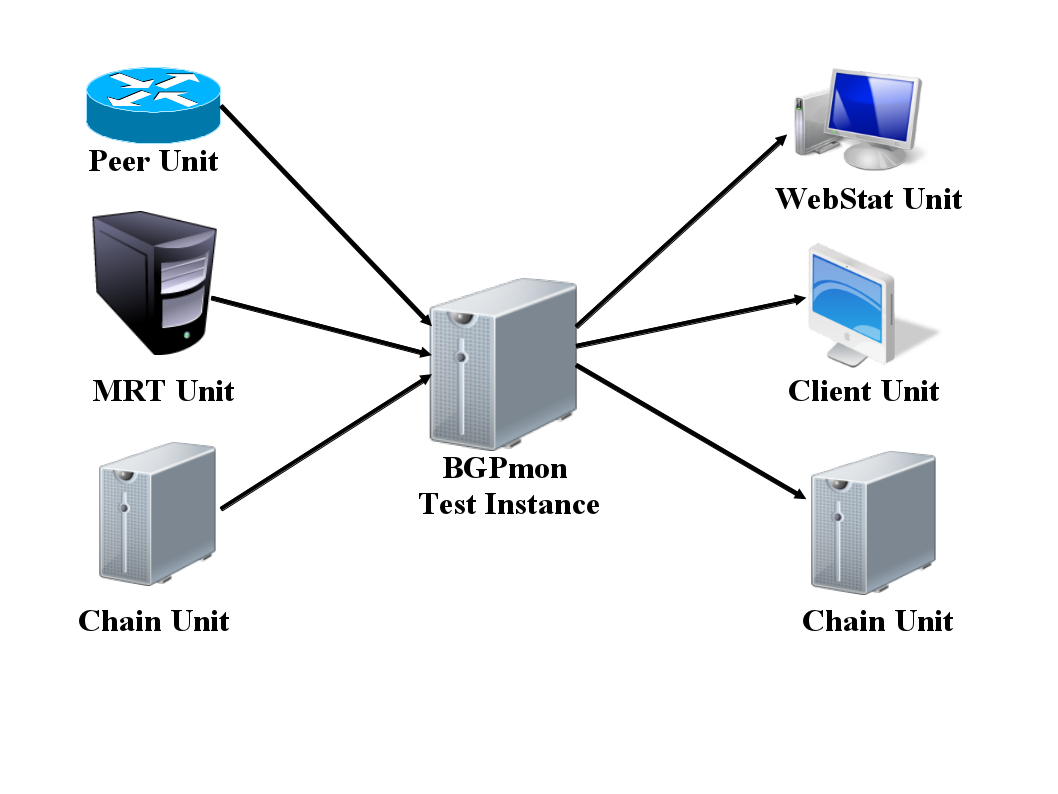 Peer Unit
WebStat Unit
MRT Unit
Client Unit
BGPmon
Test Instance
Chain Unit
Chain Unit